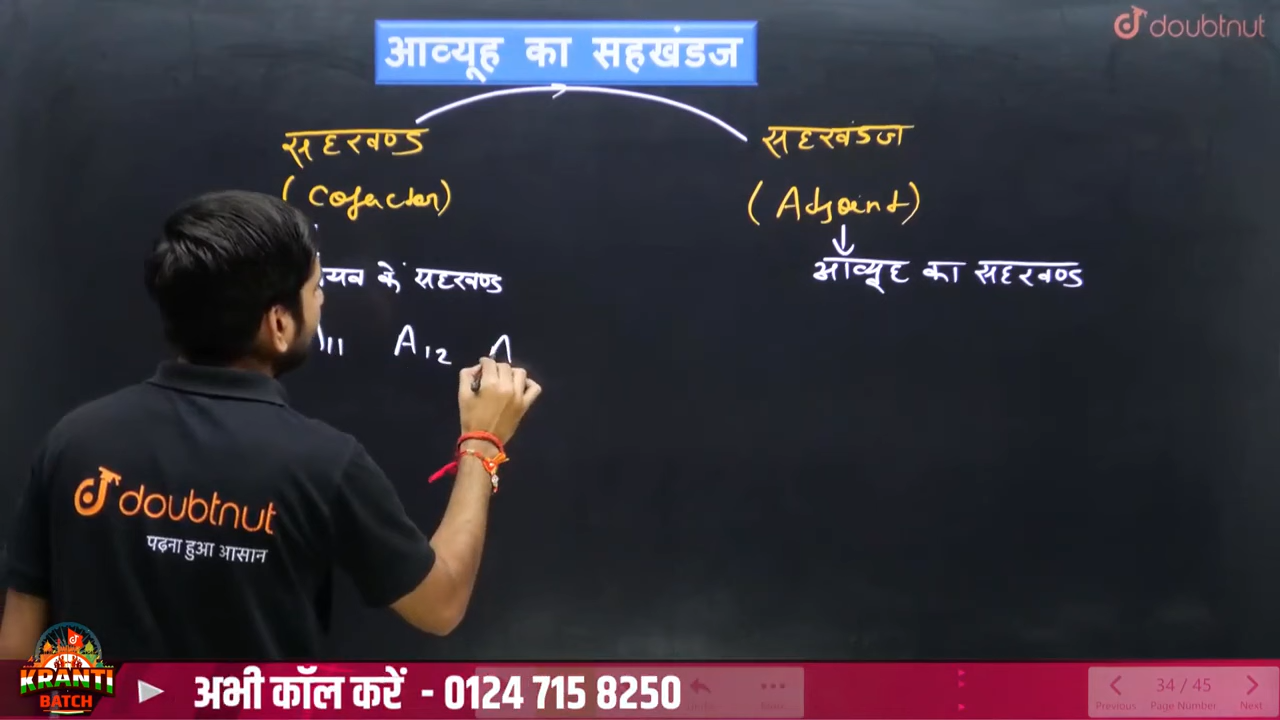 doubtnut
आव्यूह का सहखंडज
सहखण्ड
(Cofactor)
सहखंडज
(Adjoint)
के सहखण्ड
आव्यूह का सहखण्ड
11 A12 A
doubtnut
पढ़ना हुआ आसान
KRANTI
BATCH
अभी कॉल करें - 0124 715 8250
34 / 45
Previous Page Number Next